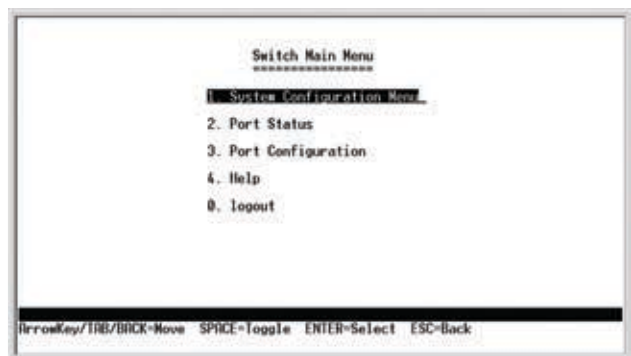 Switch Main Menu
================
1. System Configuration Menu
2. Port Status
3. Port Configuration
4. Help
0. logout
ArrowKey/TAB/BACK=Move SPACE=Toggle ENTER=Select ESC=Back